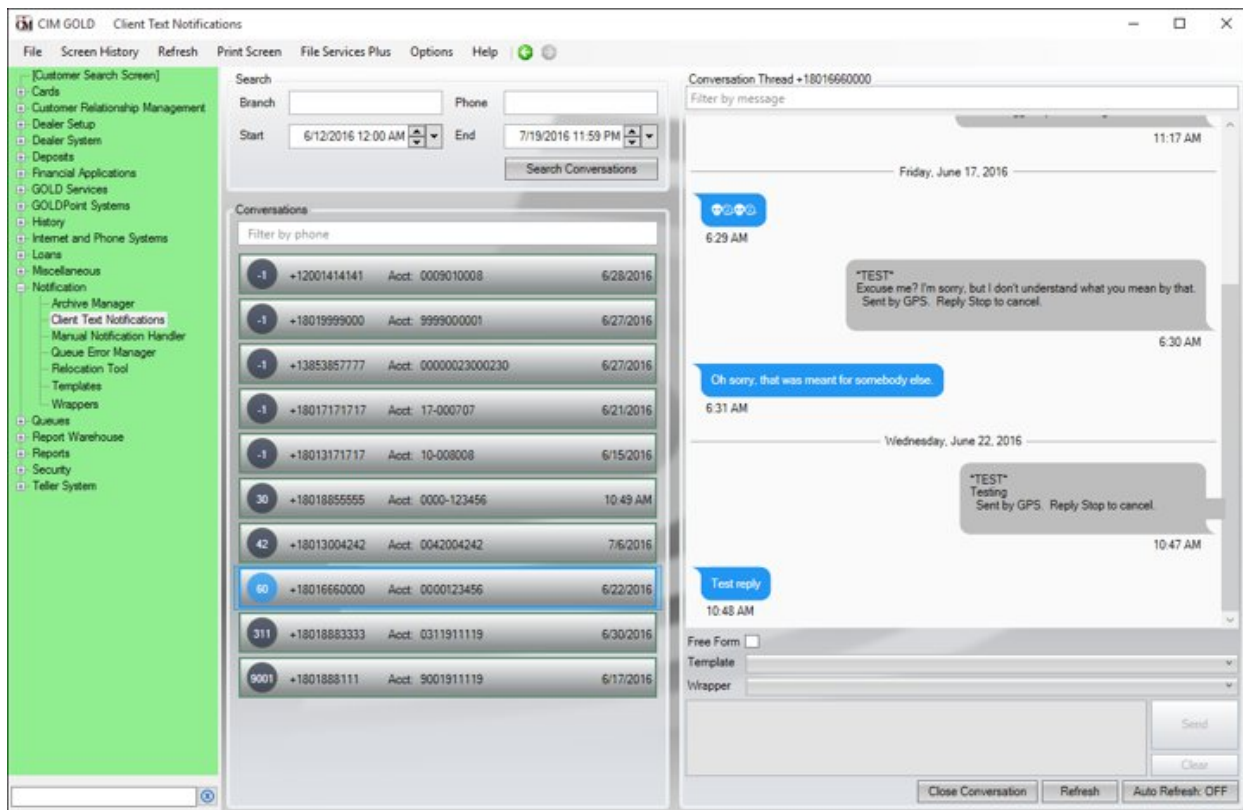 CIM GOLD Client Text Notifications
File Screen History Refresh Print Screen File Services Plus Options Help
[Customer Search Screen]
Cards
Customer Relationship Management
Dealer Setup
Dealer System
Deposits
Financial Applications
GOLD Services
GOLDPoint Systems
History
Internet and Phone Systems
Loans
Miscellaneous
Notification
Archive Manager
Client Text Notifications
Manual Notification Handler
Queue Error Manager
Relocation Tool
Templates
Wrappers
Queues
Report Warehouse
Reports
Security
Teller System
Search
Branch Phone
Start 6/12/2016 12:00 AM End 7/19/2016 11:59 PM
Search Conversations
Conversations
Filter by phone
-1 +12001414141 Acct: 0009010008 6/28/2016
-1 +18019999000 Acct: 9999000001 6/27/2016
-1 +13853857777 Acct: 00000023000230 6/27/2016
-1 +18017171717 Acct: 17-000707 6/21/2016
-1 +18013171717 Acct: 10-008008 6/15/2016
30 +18018855555 Acct: 0000-123456 10:49 AM
42 +18013004242 Acct: 0042004242 7/6/2016
60 +18016660000 Acct: 0000123456 6/22/2016
311 +18018883333 Acct: 0311911119 6/30/2016
9001 +1801888111 Acct: 9001911119 6/17/2016
Conversation Thread +18016660000
Filter by message
11:17 AM
Friday, June 17, 2016
6:29 AM
*TEST*
Excuse me? I'm sorry, but I don't understand what you mean by that.
Sent by GPS. Reply Stop to cancel.
6:30 AM
Oh sorry, that was meant for somebody else.
6:31 AM
Wednesday, June 22, 2016
*TEST*
Testing
Sent by GPS. Reply Stop to cancel.
10:47 AM
Test reply
10:48 AM
Free Form
Template
Wrapper
Send
Clear
Close Conversation Refresh Auto Refresh: OFF